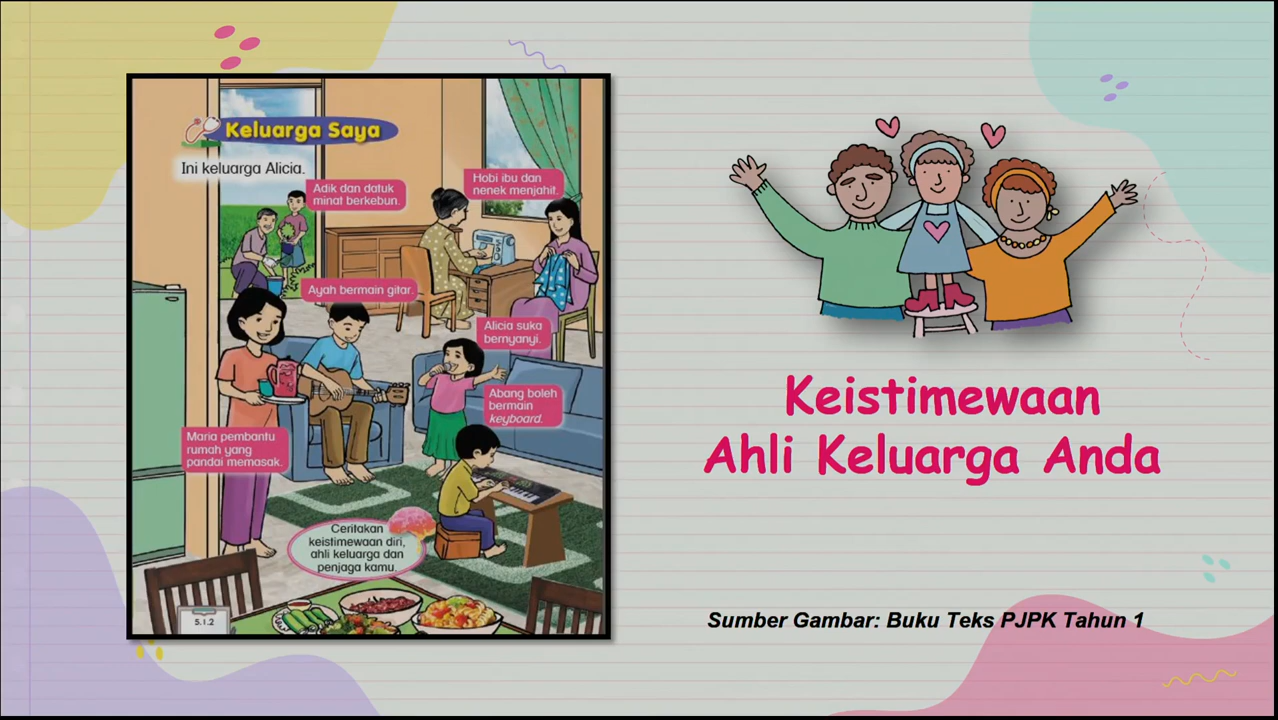 Keluarga Saya
Ini keluarga Alicia.
Adik dan datuk
minat berkebun.
Hobi ibu dan
nenek menjahit.
Ayah bermain gitar.
Alicia suka
bernyanyi.
Abang boleh
bermain
keyboard.
Maria pembantu
rumah yang
pandai memasak.
Ceritakan
keistimewaan diri,
ahli keluarga dan
penjaga kamu.
5.1.2
Keistimewaan
Ahli Keluarga Anda
Sumber Gambar: Buku Teks PJPK Tahun 1